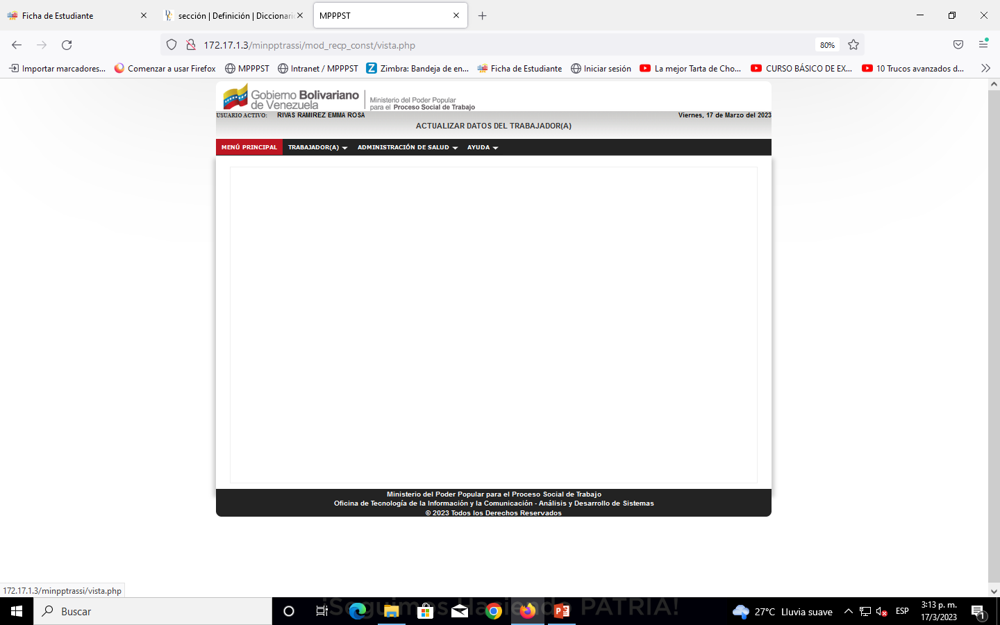 Ficha de Estudiante
sección | Definición | Diccionario
MPPPST
172.17.1.3/minpptrassi/mod_recp_const/vista.php
80%
Importar marcadores...
Comenzar a usar Firefox
MPPPST
Intranet / MPPPST
Zimbra: Bandeja de en...
Ficha de Estudiante
Iniciar sesión
La mejor Tarta de Cho...
CURSO BÁSICO DE EX...
10 Trucos avanzados d...
Gobierno Bolivariano
de Venezuela
Ministerio del Poder Popular
para el Proceso Social de Trabajo
USUARIO ACTIVO: RIVAS RAMIREZ EMMA ROSA
Viernes, 17 de Marzo del 2023
ACTUALIZAR DATOS DEL TRABAJADOR(A)
MENÚ PRINCIPAL
TRABAJADOR(A)
ADMINISTRACIÓN DE SALUD
AYUDA
Ministerio del Poder Popular para el Proceso Social de Trabajo
Oficina de Tecnología de la Información y la Comunicación - Análisis y Desarrollo de Sistemas
© 2023 Todos los Derechos Reservados
172.17.1.3/minpptrassi/vista.php
Buscar
¡Seguimos Haciendo PATRIA!
27°C Lluvia suave
ESP
3:13 p. m.
17/3/2023
1